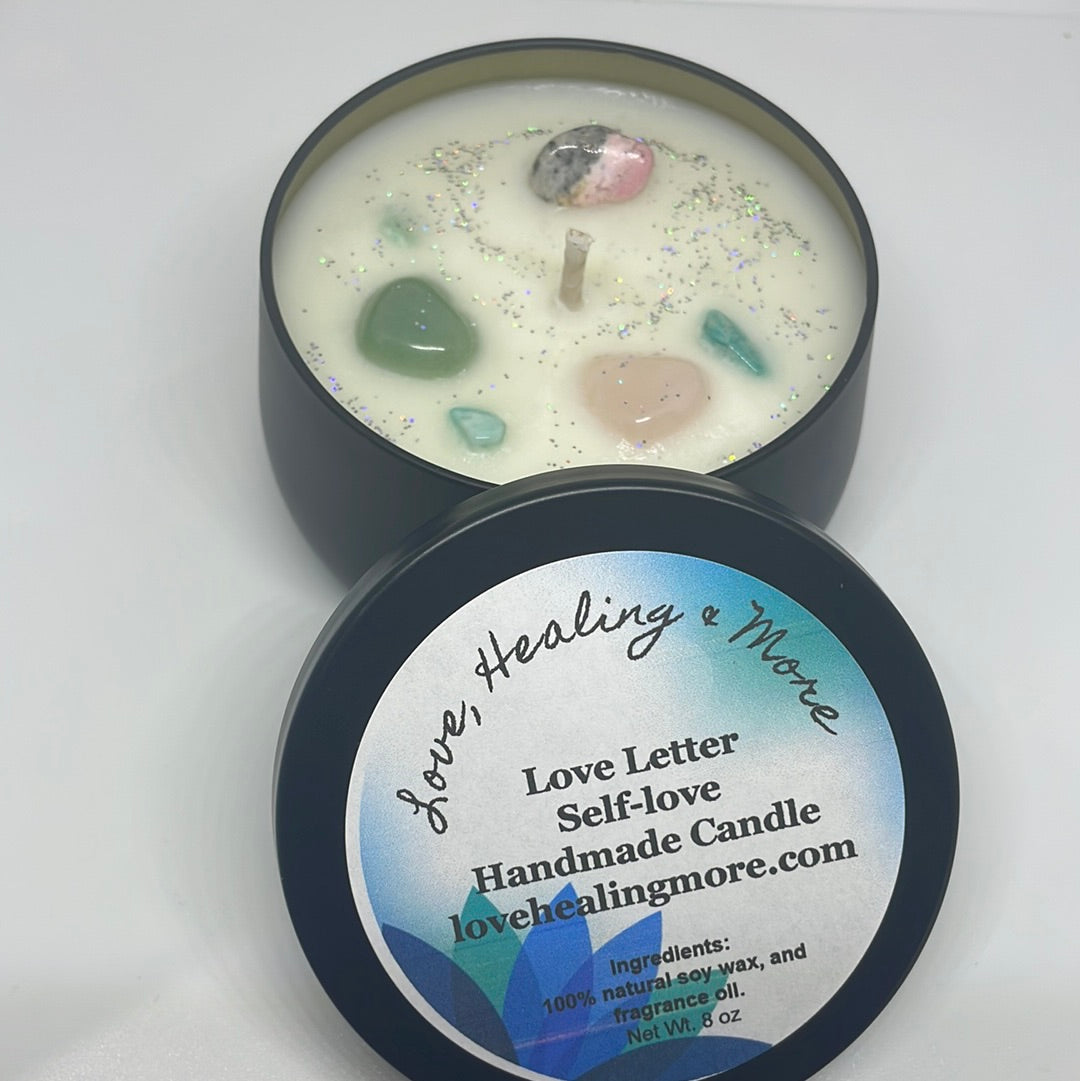 Love, Healing & More
Love Letter
Self-love
Handmade Candle
lovehealingmore.com
Ingredients:
100% natural soy wax, and
fragrance oil.
Net Wt. 8 oz